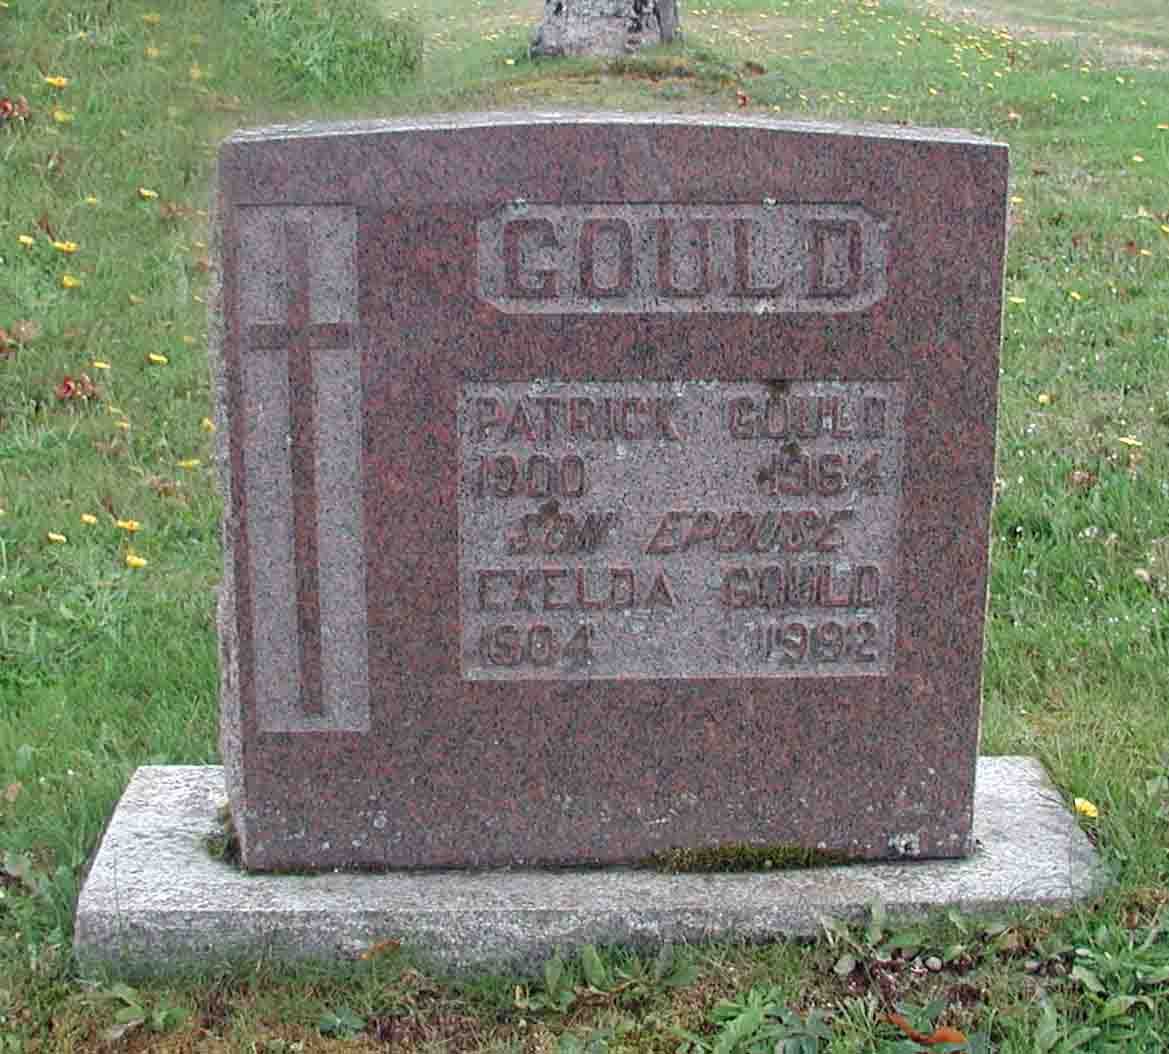 GOULD
PATRICK GOULD
1900 1964
SON EPOUSE
EXELDA GOULD
1904 1992